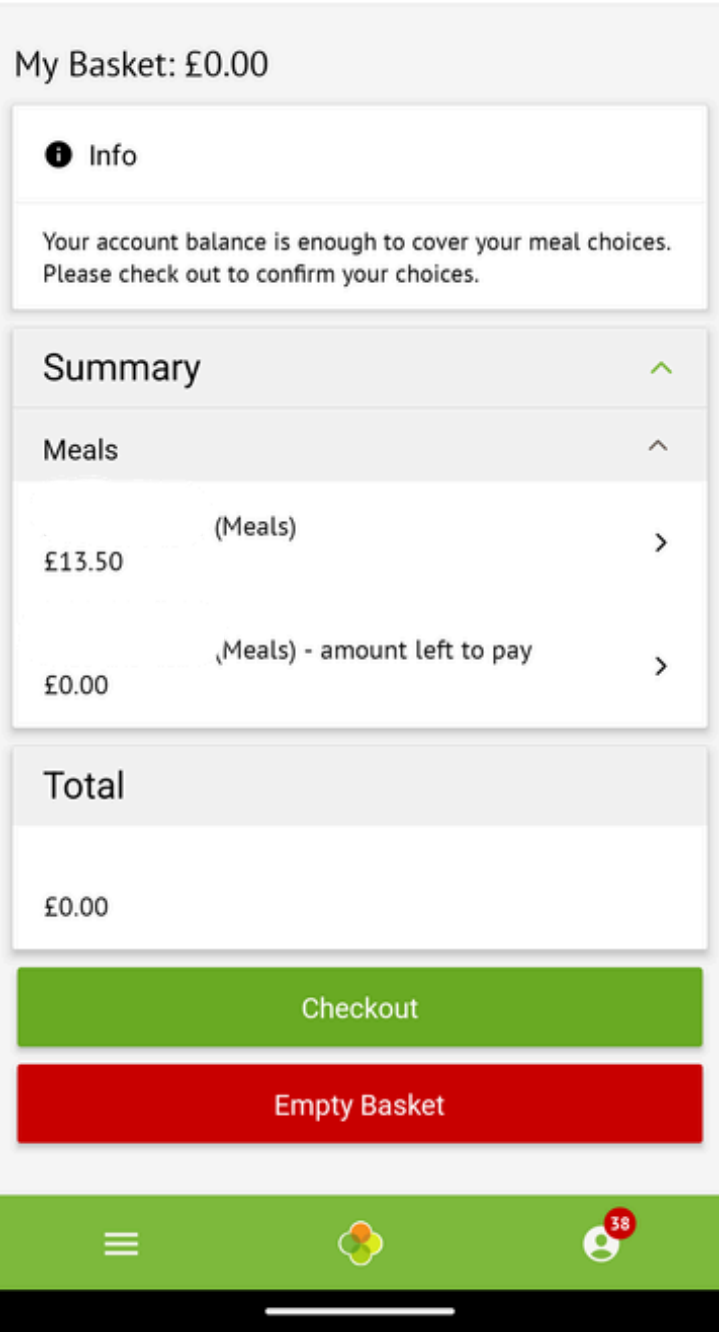 My Basket: £0.00
Info
Your account balance is enough to cover your meal choices.
Please check out to confirm your choices.
Summary
Meals
(Meals)
£13.50
(Meals) - amount left to pay
£0.00
Total
£0.00
Checkout
Empty Basket
38